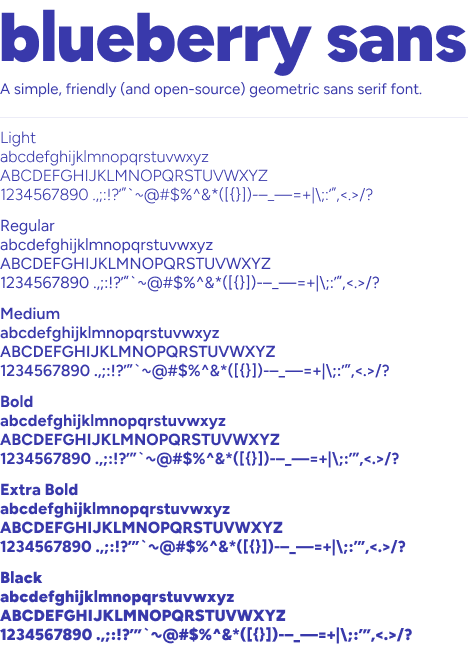 blueberry sans
A simple, friendly (and open-source) geometric sans serif font.
Light
abcdefghijklmnopqrstuvwxyz
ABCDEFGHIJKLMNOPQRSTUVWXYZ
1234567890 .,;:!?’”`~@#$%^&*([{}])-–_—=+|\;:’”,<.>/?
Regular
abcdefghijklmnopqrstuvwxyz
ABCDEFGHIJKLMNOPQRSTUVWXYZ
1234567890 .,;:!?’”`~@#$%^&*([{}])-–_—=+|\;:’”,<.>/?
Medium
abcdefghijklmnopqrstuvwxyz
ABCDEFGHIJKLMNOPQRSTUVWXYZ
1234567890 .,;:!?’”`~@#$%^&*([{}])-–_—=+|\;:’”,<.>/?
Bold
abcdefghijklmnopqrstuvwxyz
ABCDEFGHIJKLMNOPQRSTUVWXYZ
1234567890 .,;:!?’”`~@#$%^&*([{}])-–_—=+|\;:’”,<.>/?
Extra Bold
abcdefghijklmnopqrstuvwxyz
ABCDEFGHIJKLMNOPQRSTUVWXYZ
1234567890 .,;:!?’”`~@#$%^&*([{}])-–_—=+|\;:’”,<.>/?
Black
abcdefghijklmnopqrstuvwxyz
ABCDEFGHIJKLMNOPQRSTUVWXYZ
1234567890 .,;:!?’”`~@#$%^&*([{}])-–_—=+|\;:’”,<.>/?